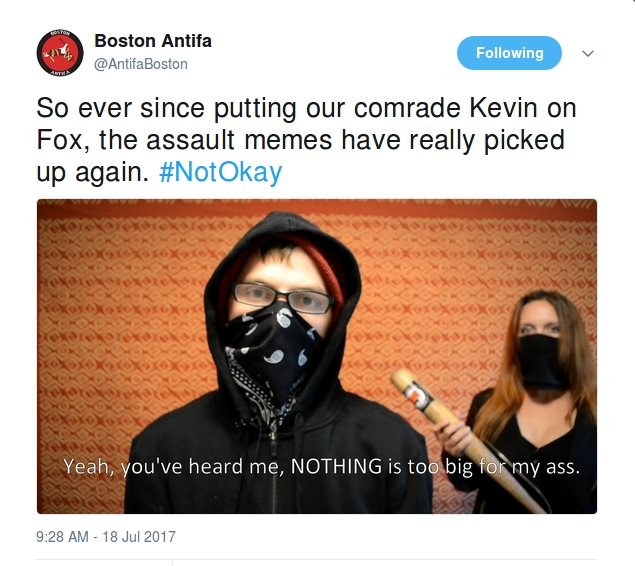 BOSTON
ANTIFA
Boston Antifa
@AntifaBoston
Following
So ever since putting our comrade Kevin on
Fox, the assault memes have really picked
up again. #NotOkay
Yeah, you've heard me, NOTHING is too big for my ass.
9:28 AM - 18 Jul 2017